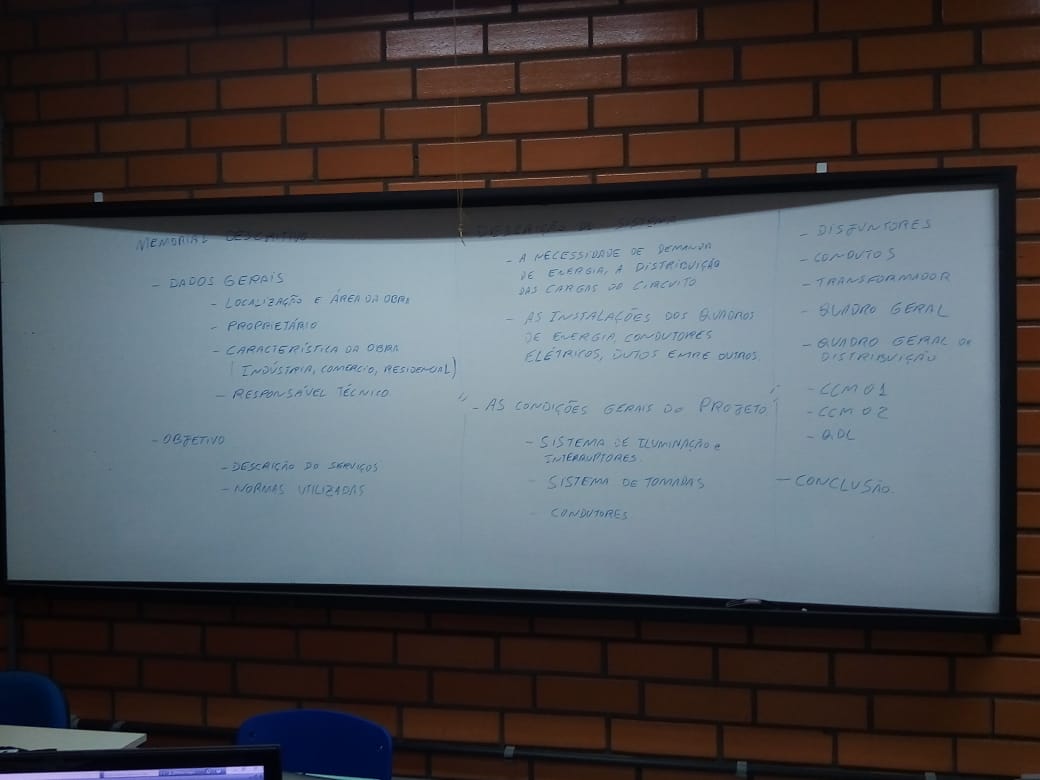 MEMORIAL DESCRITIVO
- DADOS GERAIS
- LOCALIZAÇÃO E ÁREA DA OBRA
- PROPRIETÁRIO
- CARACTERÍSTICA DA OBRA
(INDÚSTRIA, COMERCIO, RESIDENCIAL)
- RESPONSÁVEL TÉCNICO
- OBJETIVO
- DESCRIÇÃO DO SERVIÇOS
- NORMAS UTILIZADAS
DESCRIÇÃO DE SISTEMA
- A NECESSIDADE DE DEMANDA
DE ENERGIA, A DISTRIBUIÇÃO
DAS CARGAS DO CIRCUITO
- AS INSTALAÇÕES DOS QUADROS
DE ENERGIA, CONDUTORES
ELÉTRICOS, DUTOS ENTRE OUTROS
" - AS CONDIÇÕES GERAIS DO PROJETO "
- SISTEMA DE ILUMINAÇÃO e
INTERRUPTORES
- SISTEMA DE TOMADAS
- CONDUTORES
- DISJUNTORES
- CONDUTOS
- TRANSFORMADOR
- QUADRO GERAL
- QUADRO GERAL DE
DISTRIBUIÇÃO
- CCM 01
- CCM 02
- QDL
- CONCLUSÃO.